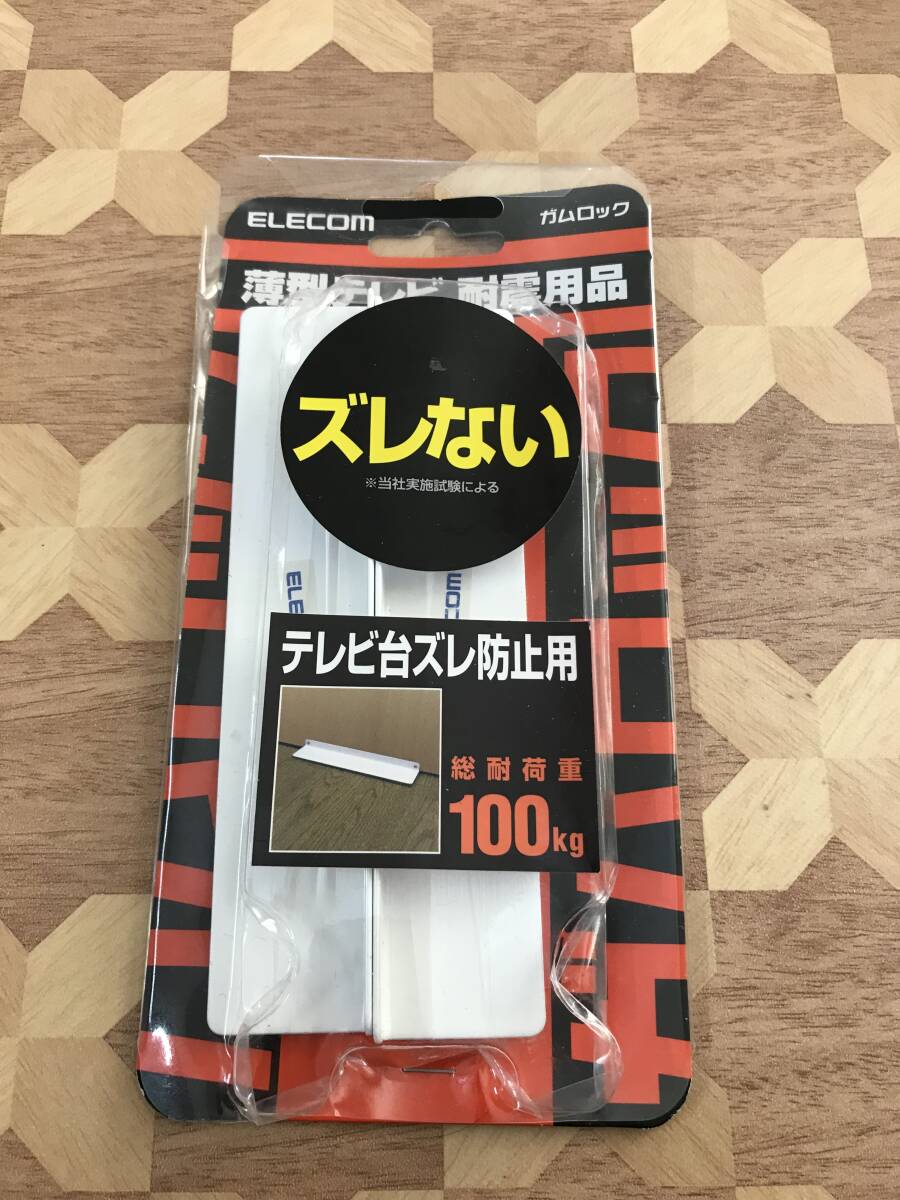 ELECOM
ガムロック
薄型テレビ 耐震用品
ズレない
※当社実施試験による
ELE
ECO
テレビ台ズレ防止用
総耐荷重
100kg